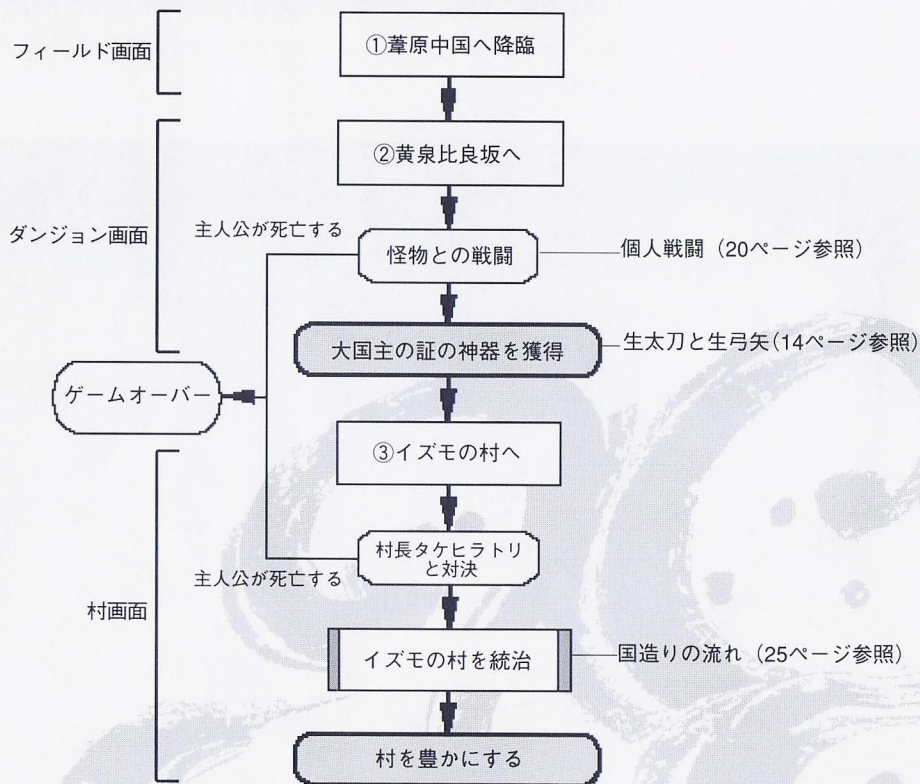 フィールド画面
①葦原中国へ降臨
②黄泉比良坂へ
ダンジョン画面
主人公が死亡する
怪物との戦闘
個人戦闘（20ページ参照）
大国主の証の神器を獲得
生太刀と生弓矢（14ページ参照）
ゲームオーバー
③イズモの村へ
村長タケヒラトリ
と対決
主人公が死亡する
村画面
イズモの村を統治
国造りの流れ（25ページ参照）
村を豊かにする